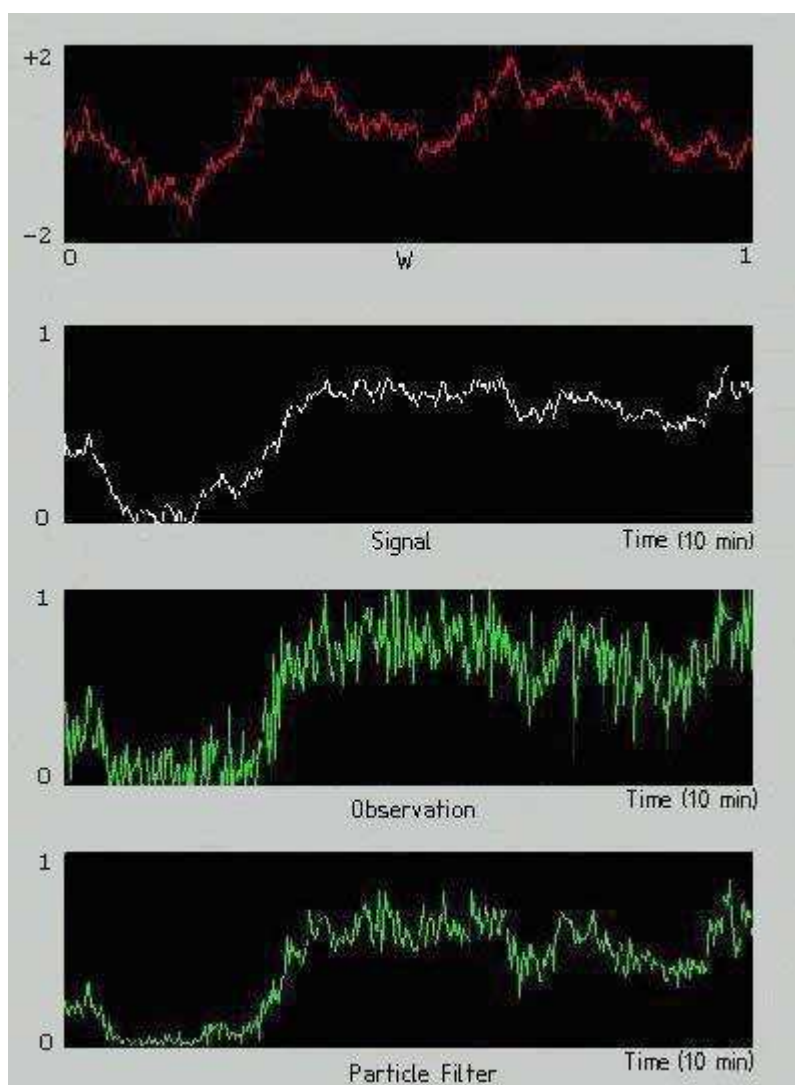 +2
-2
0 W 1
1
0
Signal Time (10 min)
1
0
Observation Time (10 min)
1
0
Particle Filter Time (10 min)